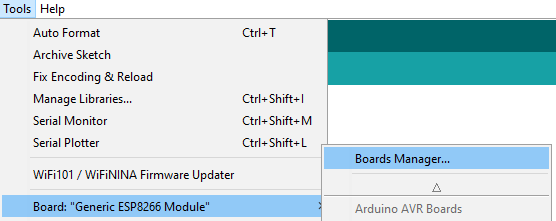 Tools Help
Auto Format Ctrl+T
Archive Sketch
Fix Encoding & Reload
Manage Libraries... Ctrl+Shift+I
Serial Monitor Ctrl+Shift+M
Serial Plotter Ctrl+Shift+L
WiFi101 / WiFiNINA Firmware Updater
Board: "Generic ESP8266 Module"
Boards Manager...
Arduino AVR Boards